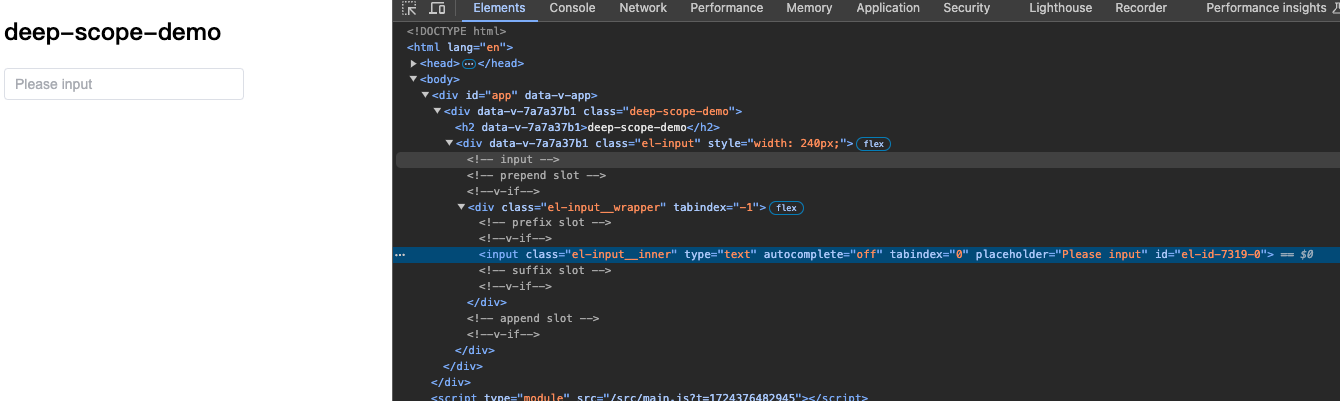 deep-scope-demo
Please input
Elements Console Network Performance Memory Application Security Lighthouse Recorder Performance insights
<!DOCTYPE html>
<html lang="en">
<head> ⋯ </head>
<body>
<div id="app" data-v-app>
<div data-v-7a7a37b1 class="deep-scope-demo">
<h2 data-v-7a7a37b1>deep-scope-demo</h2>
<div data-v-7a7a37b1 class="el-input" style="width: 240px;"> flex
<!-- input -->
<!-- prepend slot -->
<!--v-if-->
<div class="el-input__wrapper" tabindex="-1"> flex
<!-- prefix slot -->
<!--v-if-->
<input class="el-input__inner" type="text" autocomplete="off" tabindex="0" placeholder="Please input" id="el-id-7319-0"> == $0
<!-- suffix slot -->
<!--v-if-->
</div>
<!-- append slot -->
<!--v-if-->
</div>
</div>
</div>
<script type="module" src="/src/main.js?t=1724376482945"></script>